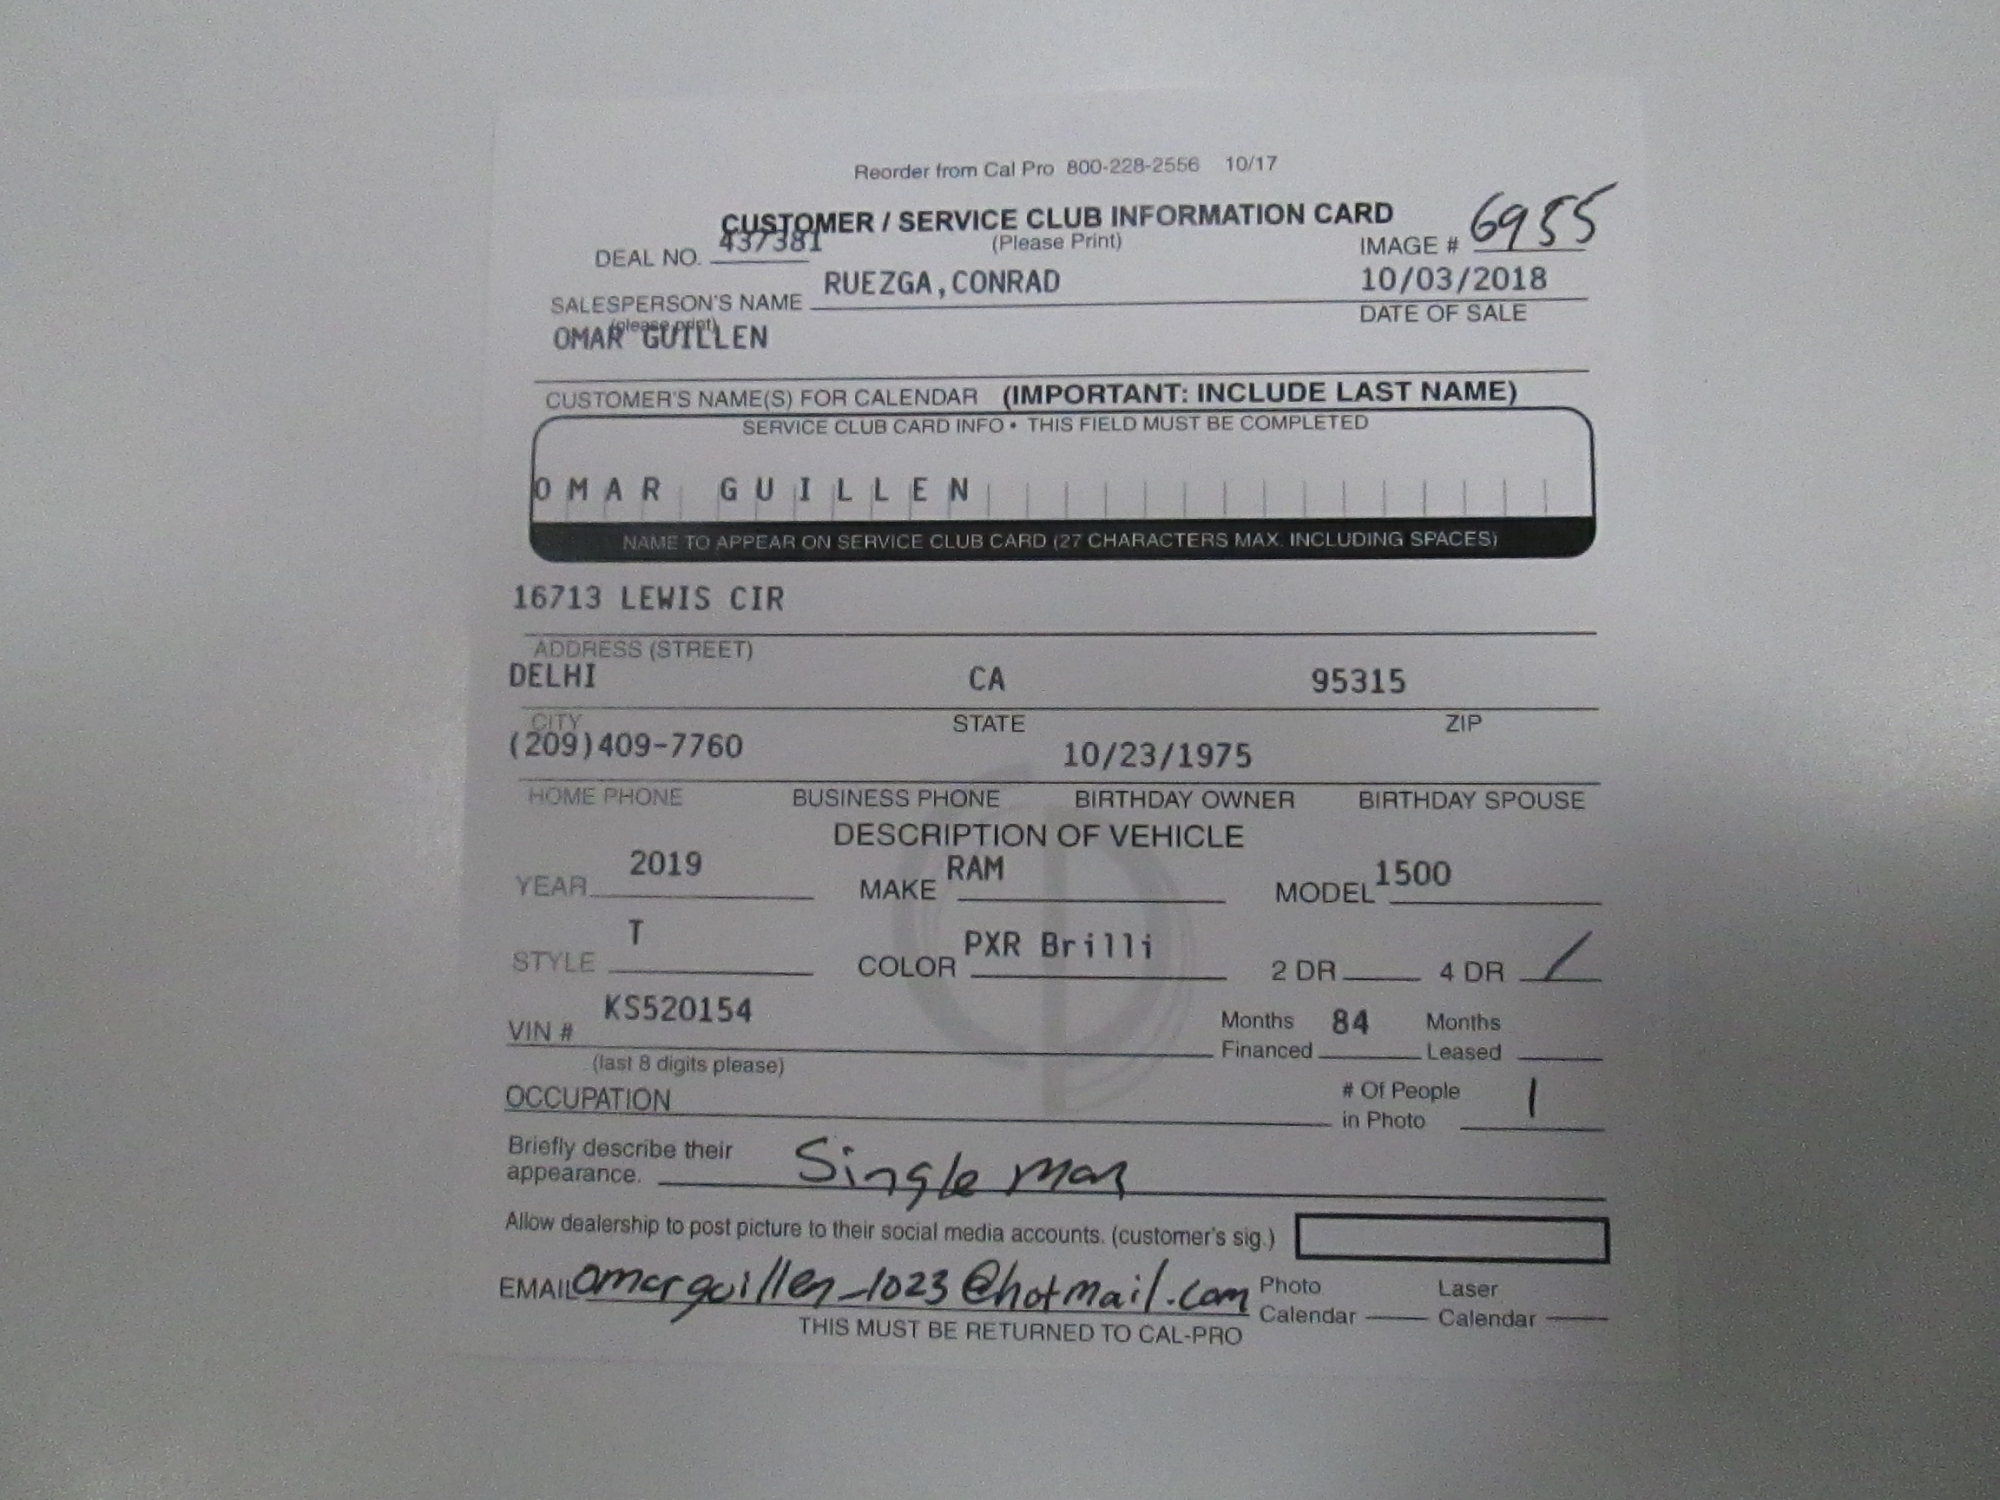 Reorder from Cal Pro 800-228-2556 10/17
CUSTOMER / SERVICE CLUB INFORMATION CARD
(Please Print)
DEAL NO. 437381
IMAGE # 6955
SALESPERSON'S NAME RUEZGA,CONRAD 10/03/2018
(please print) DATE OF SALE
OMAR GUILLEN
CUSTOMER'S NAME(S) FOR CALENDAR (IMPORTANT: INCLUDE LAST NAME)
SERVICE CLUB CARD INFO • THIS FIELD MUST BE COMPLETED
OMAR GUILLEN
NAME TO APPEAR ON SERVICE CLUB CARD (27 CHARACTERS MAX. INCLUDING SPACES)
16713 LEWIS CIR
ADDRESS (STREET)
DELHI CA 95315
CITY STATE ZIP
(209)409-7760 10/23/1975
HOME PHONE BUSINESS PHONE BIRTHDAY OWNER BIRTHDAY SPOUSE
DESCRIPTION OF VEHICLE
YEAR 2019 MAKE RAM MODEL 1500
STYLE T COLOR PXR Brilli 2 DR 4 DR /
VIN # KS520154 Months Financed 84 Months Leased
(last 8 digits please)
OCCUPATION # Of People in Photo 1
Briefly describe their
appearance. Single man
Allow dealership to post picture to their social media accounts. (customer's sig.)
EMAIL omarguillen_1023@hotmail.com Photo Calendar Laser Calendar
THIS MUST BE RETURNED TO CAL-PRO